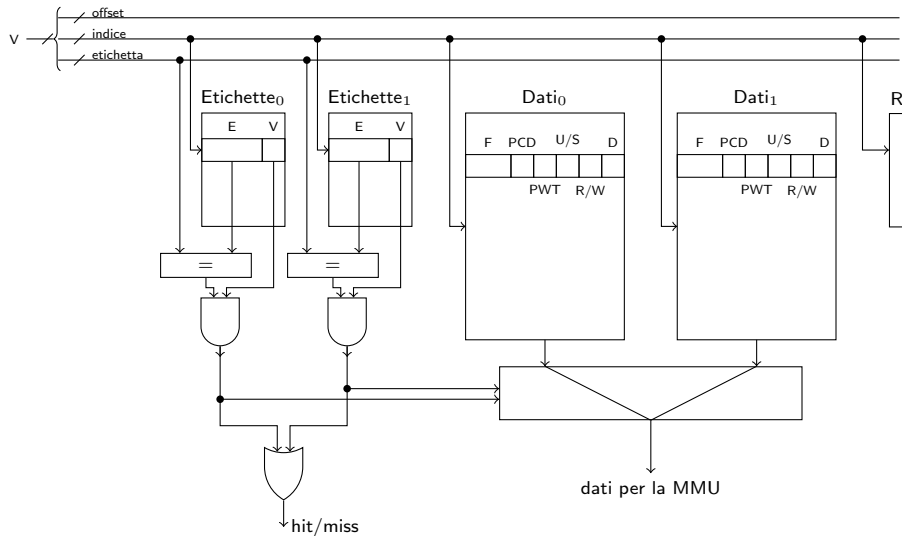 offset
V indice
etichetta
Etichette₀ Etichette₁ Dati₀ Dati₁ R
E V E V F PCD U/S D F PCD U/S D
PWT R/W PWT R/W
= =
dati per la MMU
hit/miss